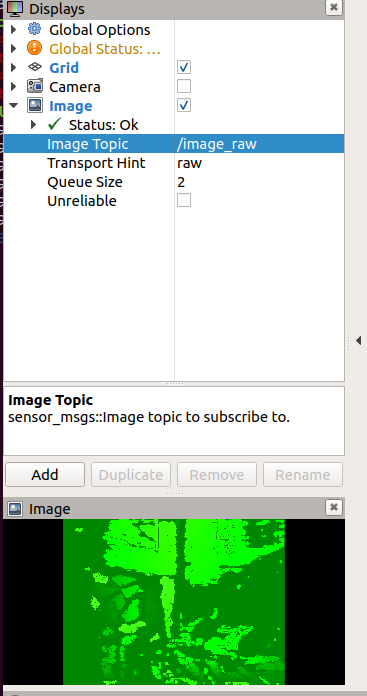 Displays
Global Options
Global Status: ...
Grid
Camera
Image
Status: Ok
Image Topic /image_raw
Transport Hint raw
Queue Size 2
Unreliable
Image Topic
sensor_msgs::Image topic to subscribe to.
Add Duplicate Remove Rename
Image